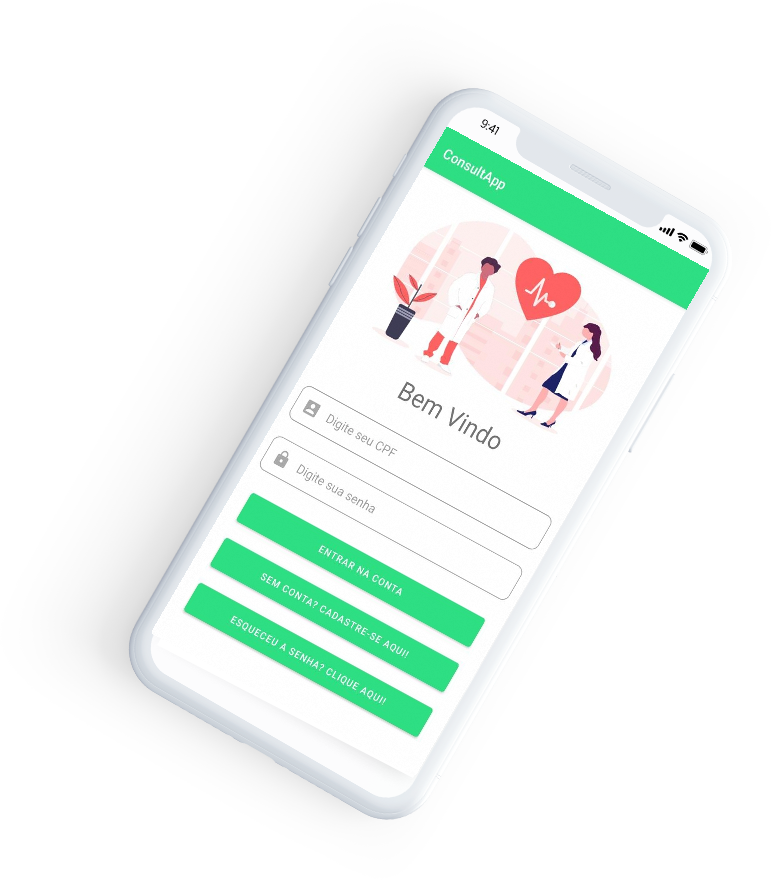 9:41
ConsultApp
Bem Vindo
Digite seu CPF
Digite sua senha
ENTRAR NA CONTA
SEM CONTA? CADASTRE-SE AQUI!
ESQUECEU A SENHA? CLIQUE AQUI!